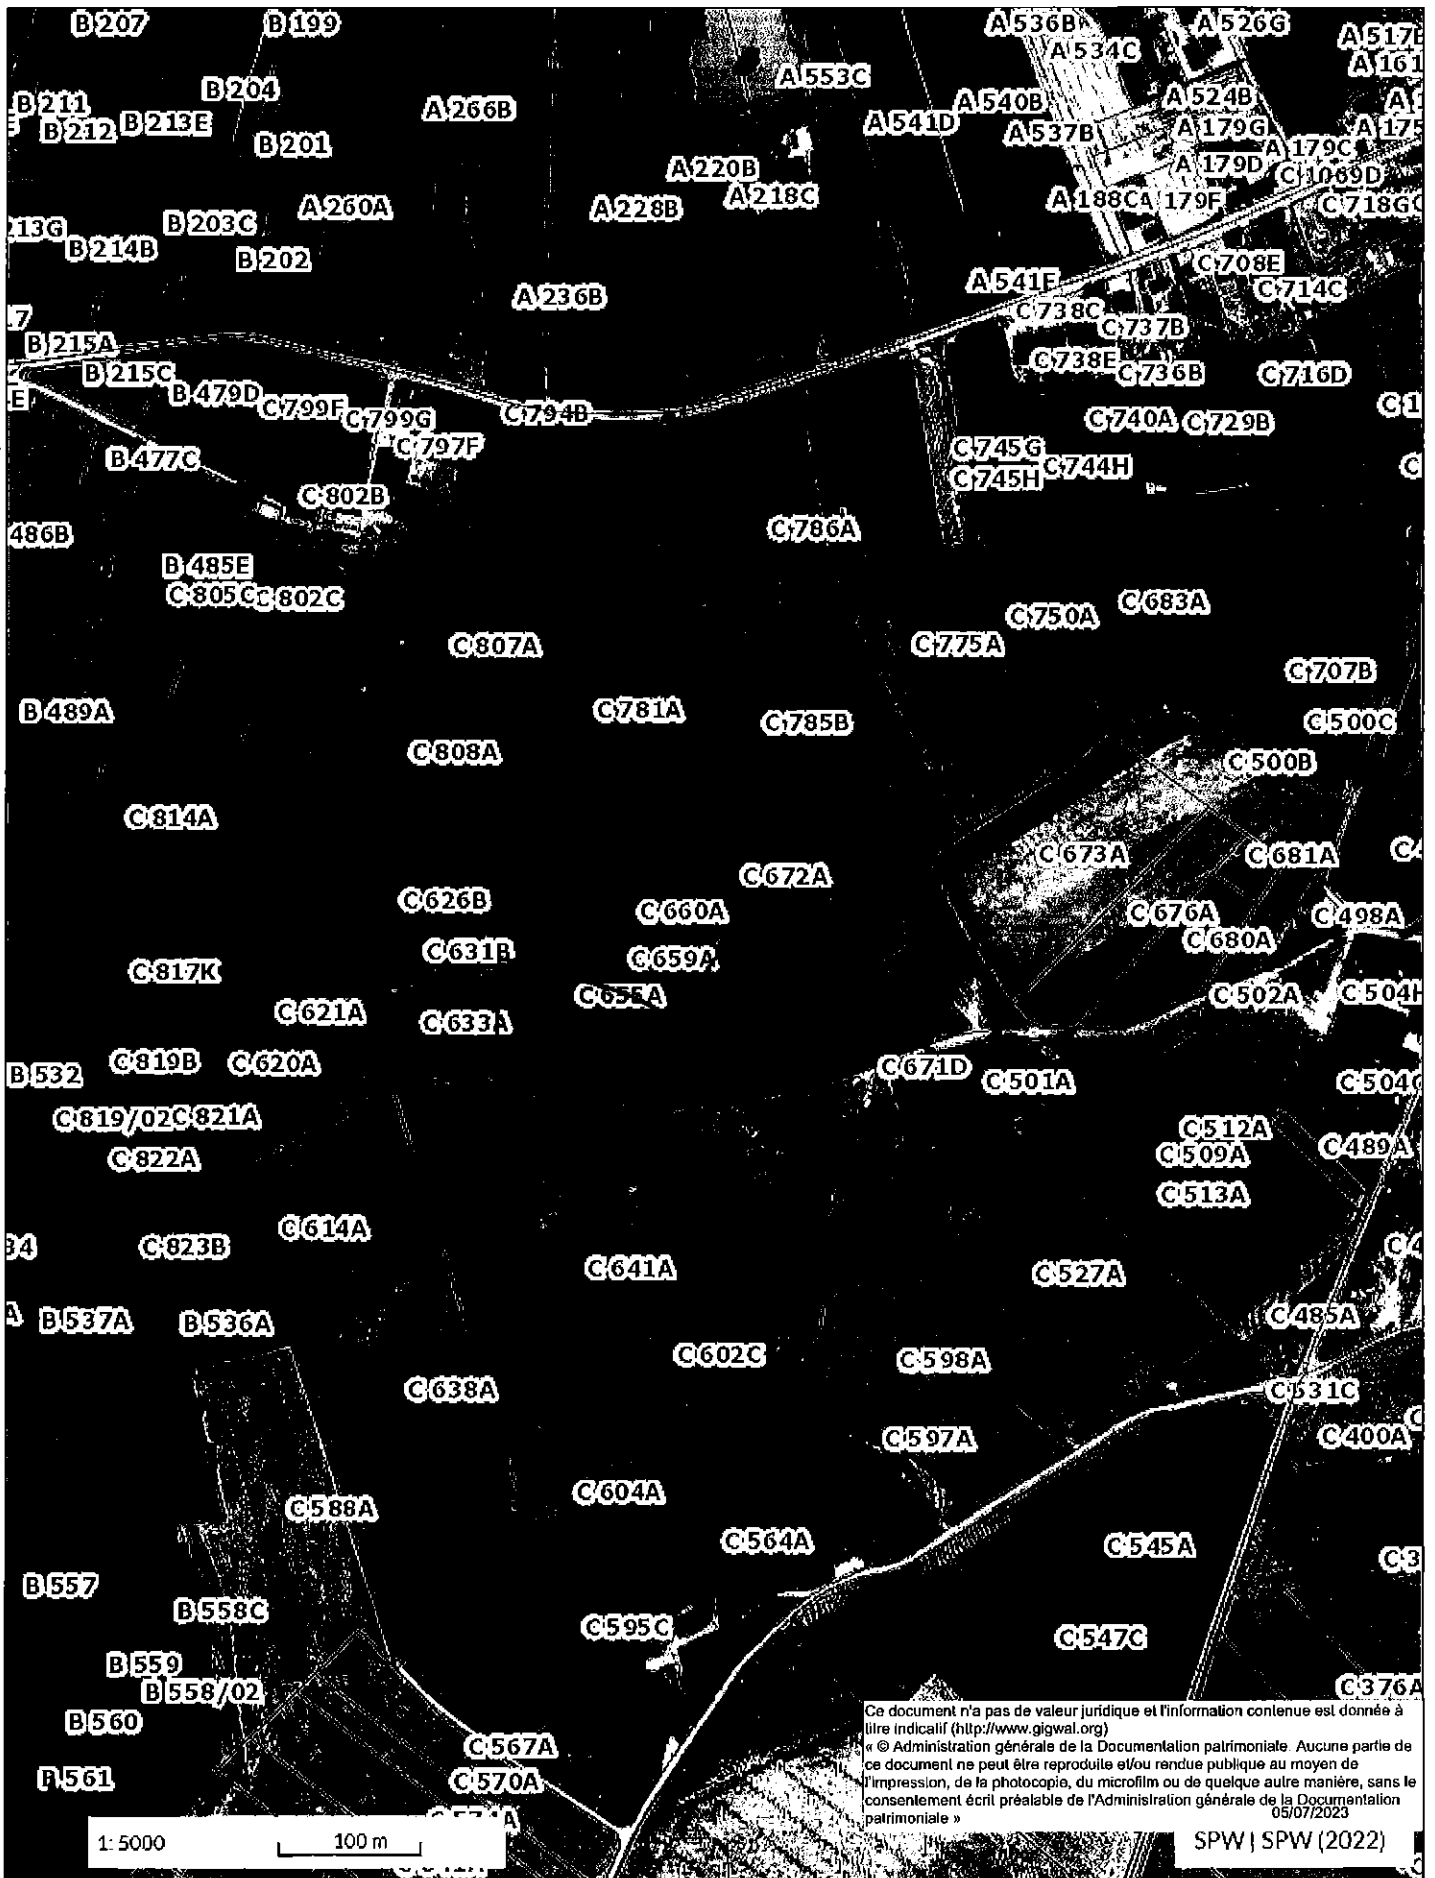 B 207
B 199
A 536B
A 526G
A 534C
A 517E
A 161
A 553C
B 204
B 211
A 266B
A 540B
A 524B
B 212
B 213E
A 541D
A 537B
A 179G
A 175
B 201
A 179C
A 220B
A 179D
C 1069D
A 218C
A 188C
A 179F
C 718G
A 260A
A 228B
213G
B 203C
B 214B
B 202
C 708E
A 541F
C 714C
A 236B
C 738C
C 737B
B 215A
B 215C
C 738E
C 736B
C 716D
B 479D
C 799F
C 799G
C 794B
C 740A
C 729B
C 797F
C 745G
B 477C
C 744H
C 745H
C 802B
486B
C 786A
B 485E
C 805C
C 802C
C 683A
C 750A
C 807A
C 775A
C 707B
B 489A
C 781A
C 785B
C 500C
C 808A
C 500B
C 814A
C 673A
C 681A
C 672A
C 626B
C 660A
C 676A
C 498A
C 680A
C 631B
C 659A
C 817K
C 655A
C 502A
C 504H
C 621A
C 633A
C 819B
C 620A
C 671D
B 532
C 501A
C 504C
C 819/02
C 821A
C 512A
C 822A
C 509A
C 489A
C 513A
C 614A
34
C 823B
C 641A
C 527A
B 537A
B 536A
C 485A
C 602C
C 598A
C 638A
C 531C
C 597A
C 400A
C 604A
C 588A
C 564A
C 545A
C 3
B 557
B 558C
C 595C
C 547C
B 559
B 558/02
C 376A
B 560
C 567A
B 561
C 570A
C 574A
Ce document n'a pas de valeur juridique et l'information contenue est donnée à
titre indicatif (http://www.gigwal.org)
« © Administration générale de la Documentation patrimoniale. Aucune partie de
ce document ne peut être reproduite et/ou rendue publique au moyen de
l'impression, de la photocopie, du microfilm ou de quelque autre manière, sans le
consentement écrit préalable de l'Administration générale de la Documentation
patrimoniale »
05/07/2023
1: 5000
100 m
SPW | SPW (2022)